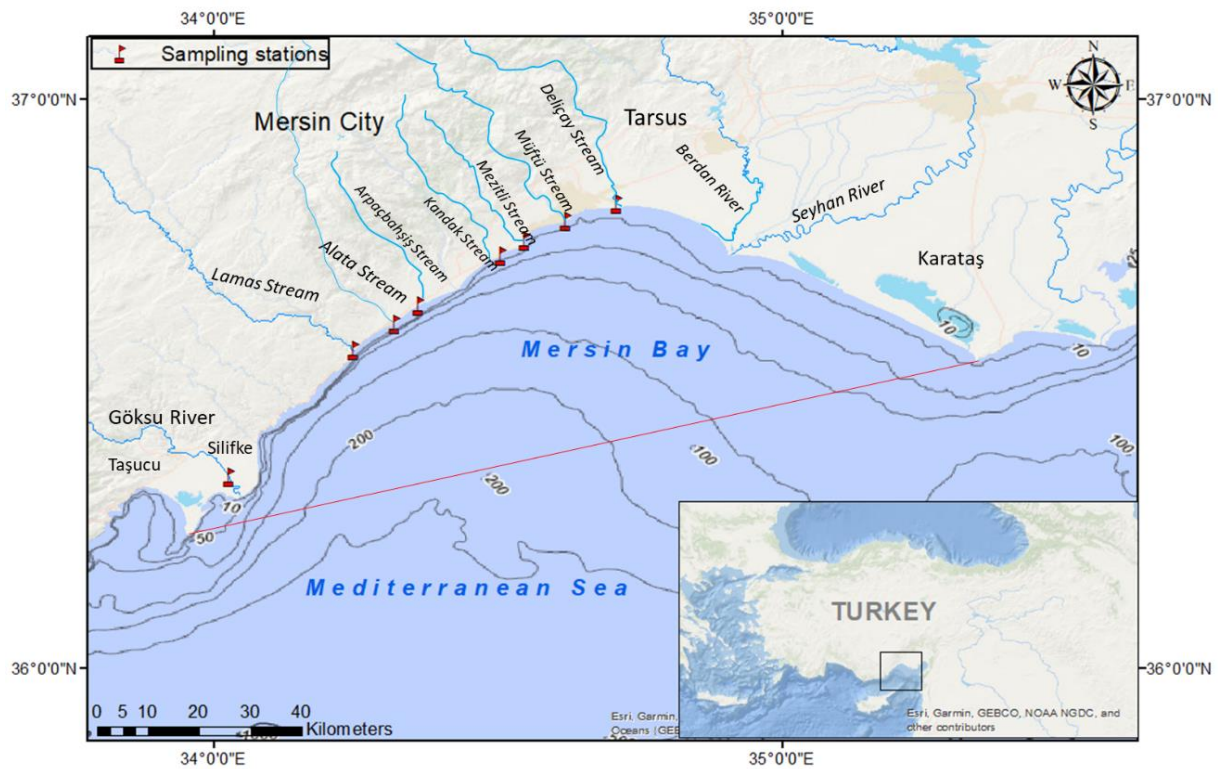 34°0'0"E
35°0'0"E
Sampling stations
N
W
E
S
37°0'0"N
37°0'0"N
Mersin City
Tarsus
Deliçay Stream
Müftü Stream
Mezitli Stream
Kandak Stream
Arpaçbahşiş Stream
Alata Stream
Lamas Stream
Berdan River
Seyhan River
Karataş
10
10
Mersin Bay
Göksu River
Silifke
Taşucu
10
50
200
200
100
100
Mediterranean Sea
TURKEY
36°0'0"N
36°0'0"N
0 5 10 20 30 40
Kilometers
Esri, Garmin,
Esri, Garmin, GEBCO, NOAA NGDC, and
other contributors
34°0'0"E
35°0'0"E